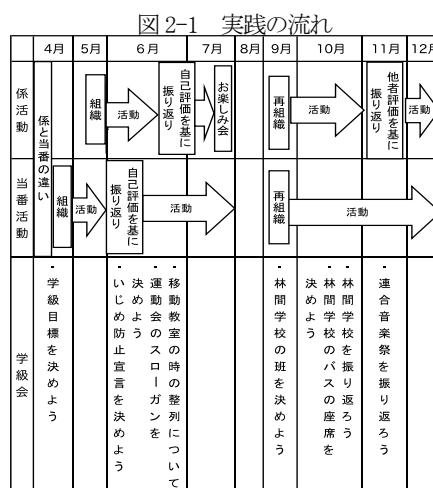 図 2-1 実践の流れ
4月
5月
6月
7月
8月
9月
10月
11月
12月
係活動
係と当番の違い
組織
活動
自己評価を基に
振り返り
お楽しみ会
再組織
活動
他者評価を基に
振り返り
活動
当番活動
組織
活動
自己評価を基に
振り返り
活動
再組織
活動
学級会
・学級目標を決めよう
・移動教室の時の整列について
・運動会のスローガンを
決めよう
・いじめ防止宣言を決めよう
・林間学校の班を決めよう
・林間学校を振り返ろう
・林間学校のバスの座席を
決めよう
・連合音楽祭を振り返ろう